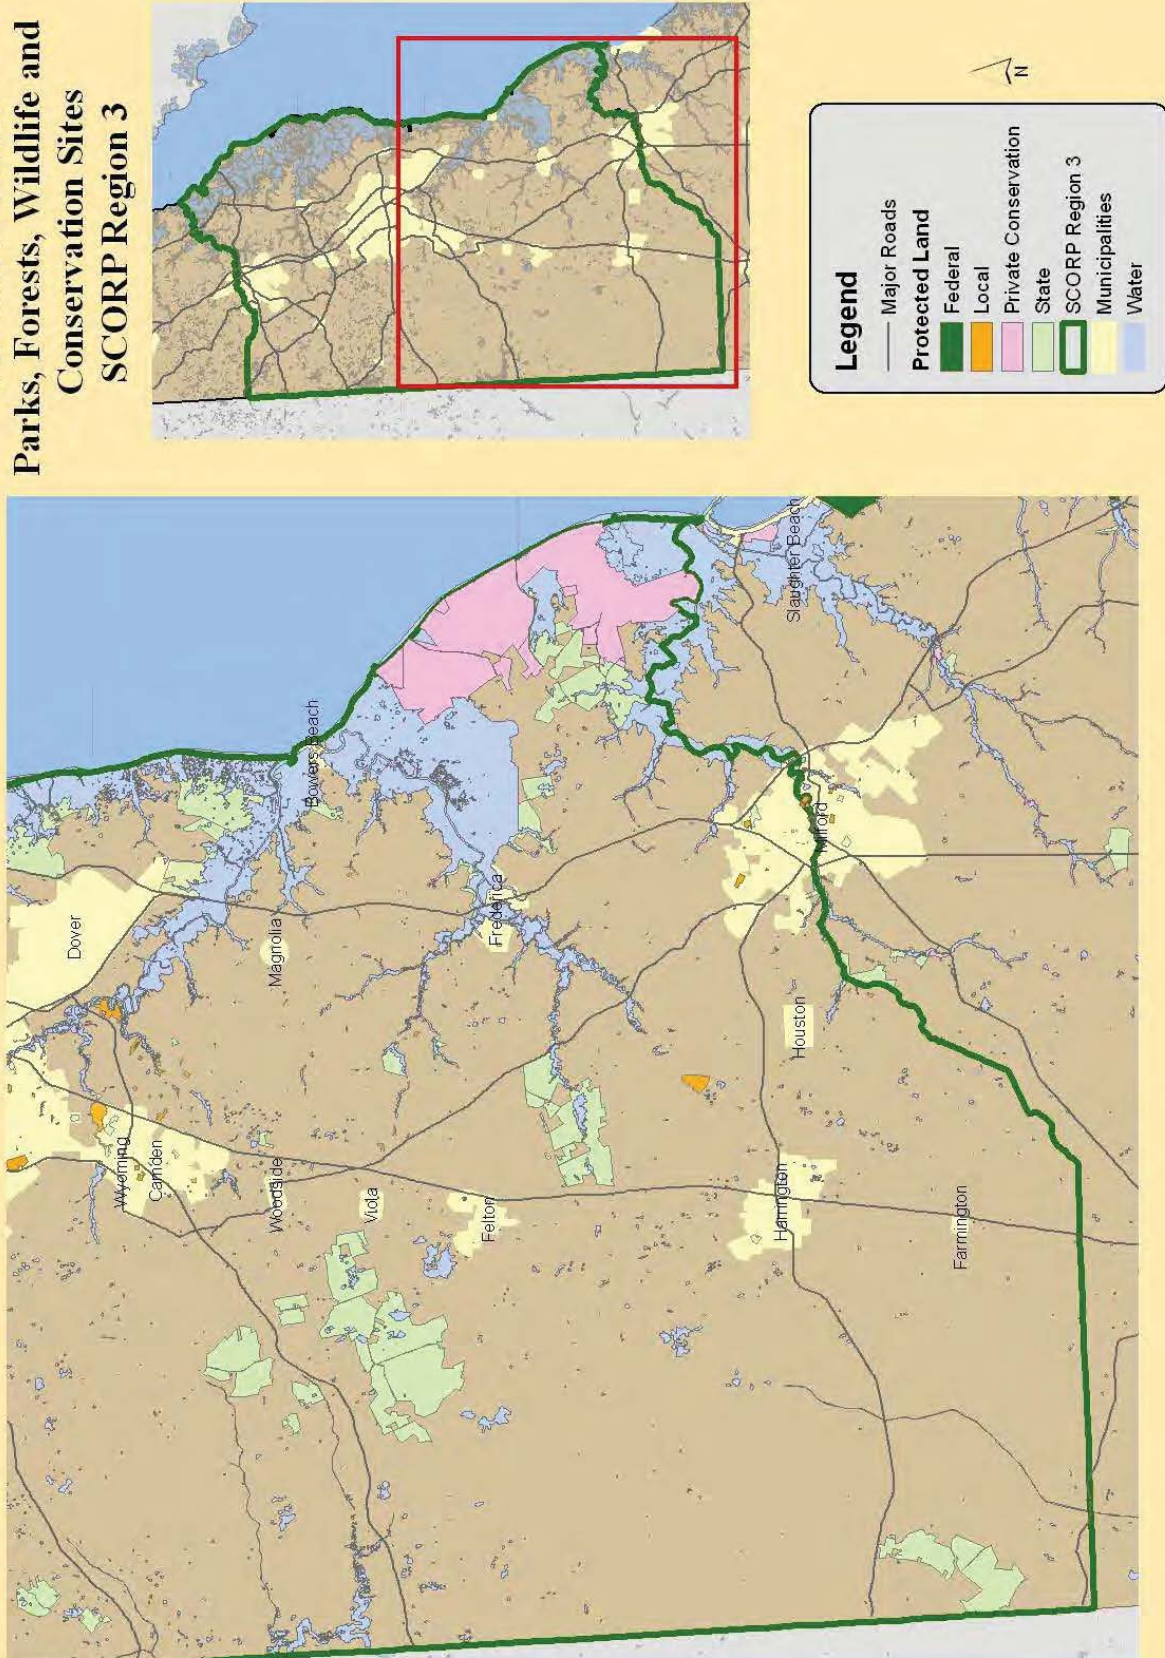 Parks, Forests, Wildlife and
Conservation Sites
SCORP Region 3
N
Legend
Major Roads
Protected Land
Federal
Local
Private Conservation
State
SCORP Region 3
Municipalities
Water
Dover
Wyoming
Camden
Magnolia
Bowers Beach
Woodside
Viola
Frederica
Felton
Slaughter Beach
Milford
Houston
Harrington
Farmington